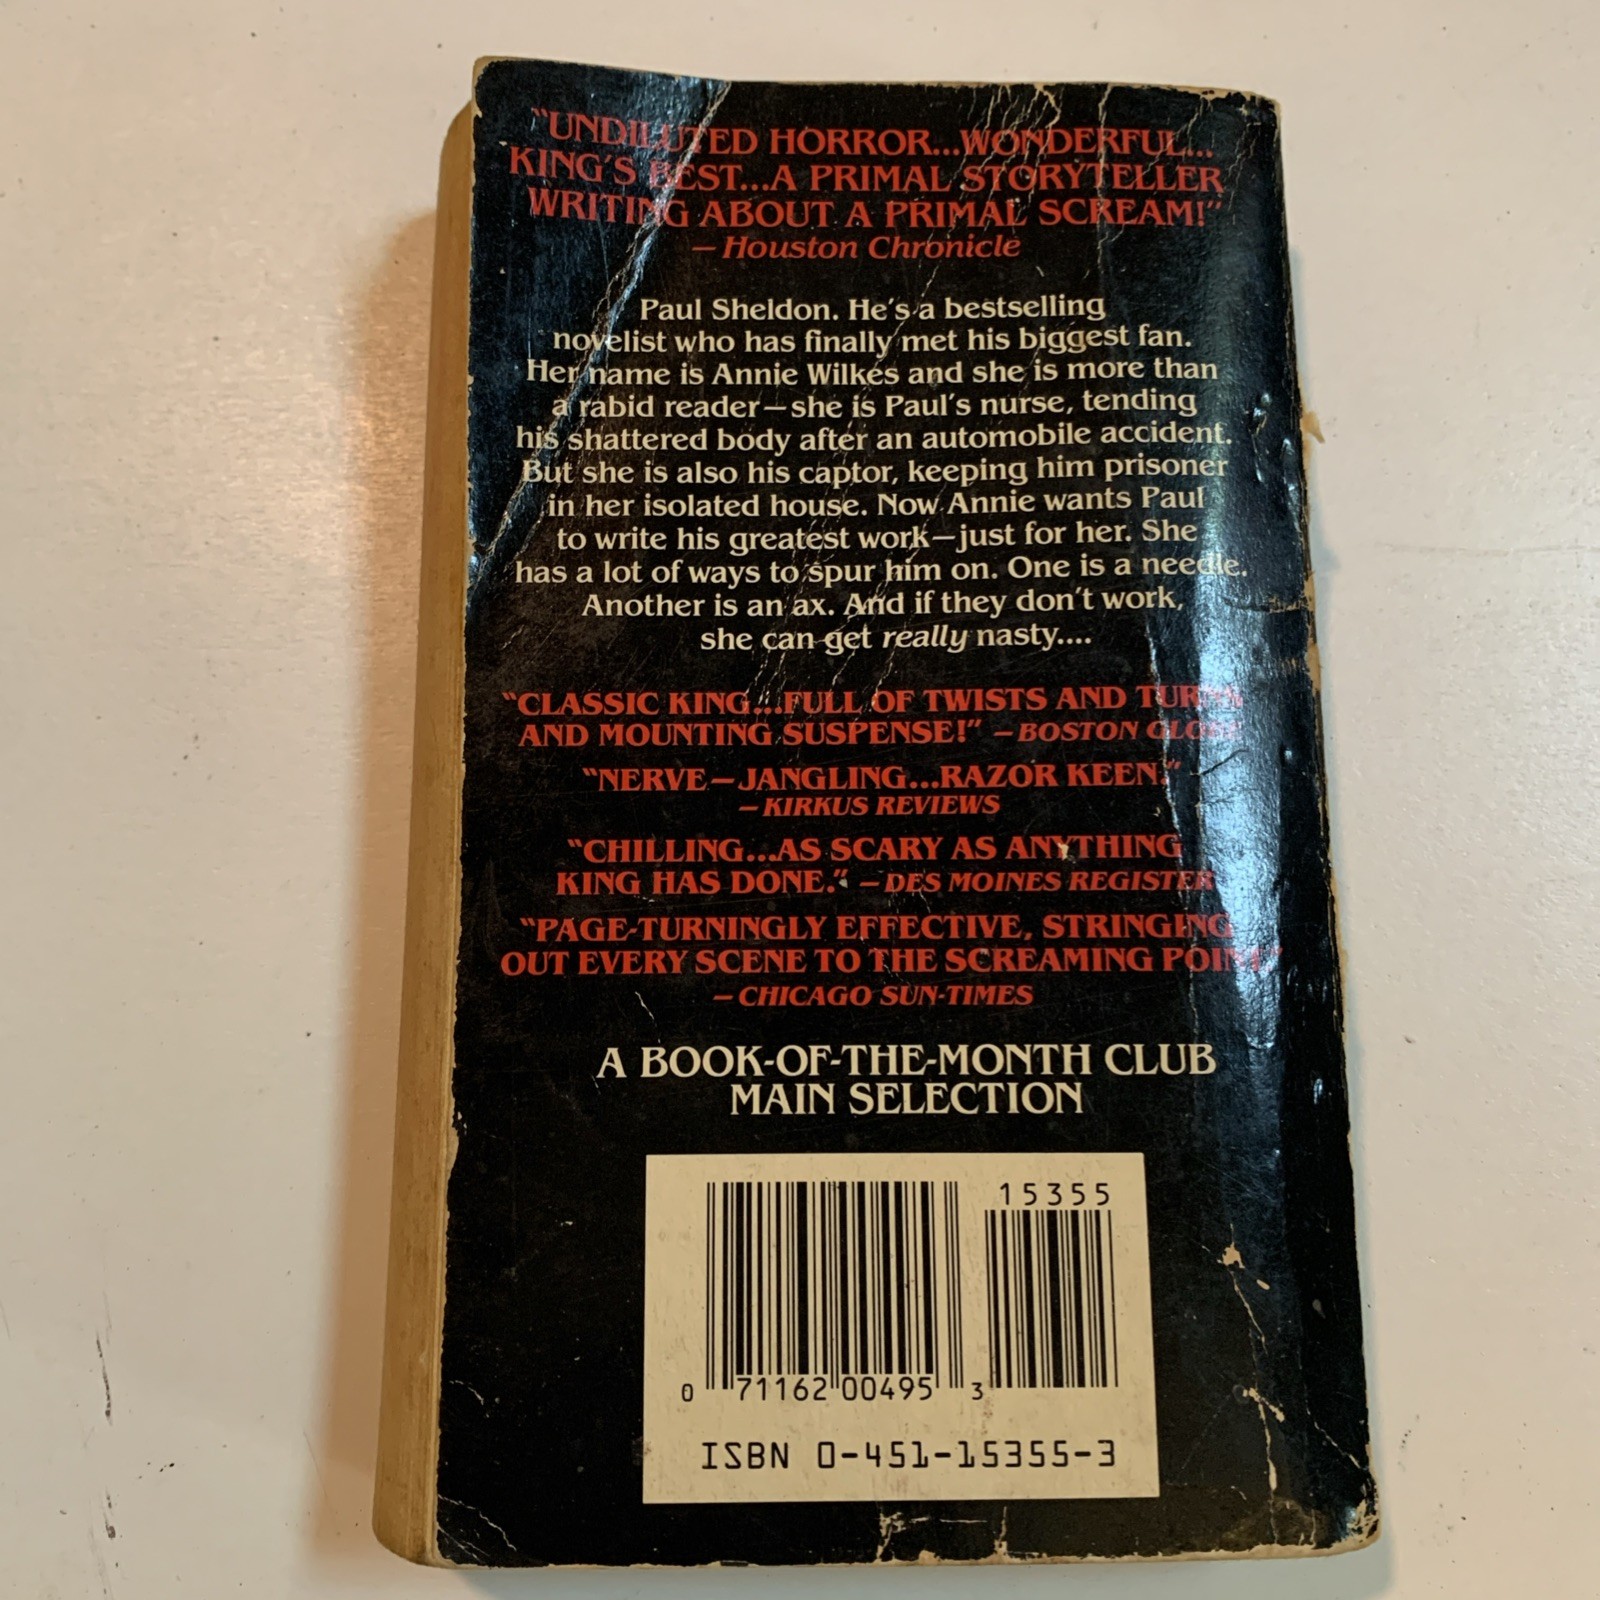 “UNDILUTED HORROR...WONDERFUL...
KING’S BEST...A PRIMAL STORYTELLER
WRITING ABOUT A PRIMAL SCREAM!”
—Houston Chronicle
Paul Sheldon. He’s a bestselling
novelist who has finally met his biggest fan.
Her name is Annie Wilkes and she is more than
a rabid reader—she is Paul’s nurse, tending
his shattered body after an automobile accident.
But she is also his captor, keeping him prisoner
in her isolated house. Now Annie wants Paul
to write his greatest work—just for her. She
has a lot of ways to spur him on. One is a needle.
Another is an ax. And if they don’t work,
she can get really nasty....
“CLASSIC KING...FULL OF TWISTS AND TURNS
AND MOUNTING SUSPENSE!” —BOSTON GLOBE
“NERVE—JANGLING...RAZOR KEEN.”
—KIRKUS REVIEWS
“CHILLING...AS SCARY AS ANYTHING
KING HAS DONE.” —DES MOINES REGISTER
“PAGE-TURNINGLY EFFECTIVE, STRINGING
OUT EVERY SCENE TO THE SCREAMING POINT”
—CHICAGO SUN-TIMES
A BOOK-OF-THE-MONTH CLUB
MAIN SELECTION
15355
0 71162 00495 3
ISBN 0-451-15355-3